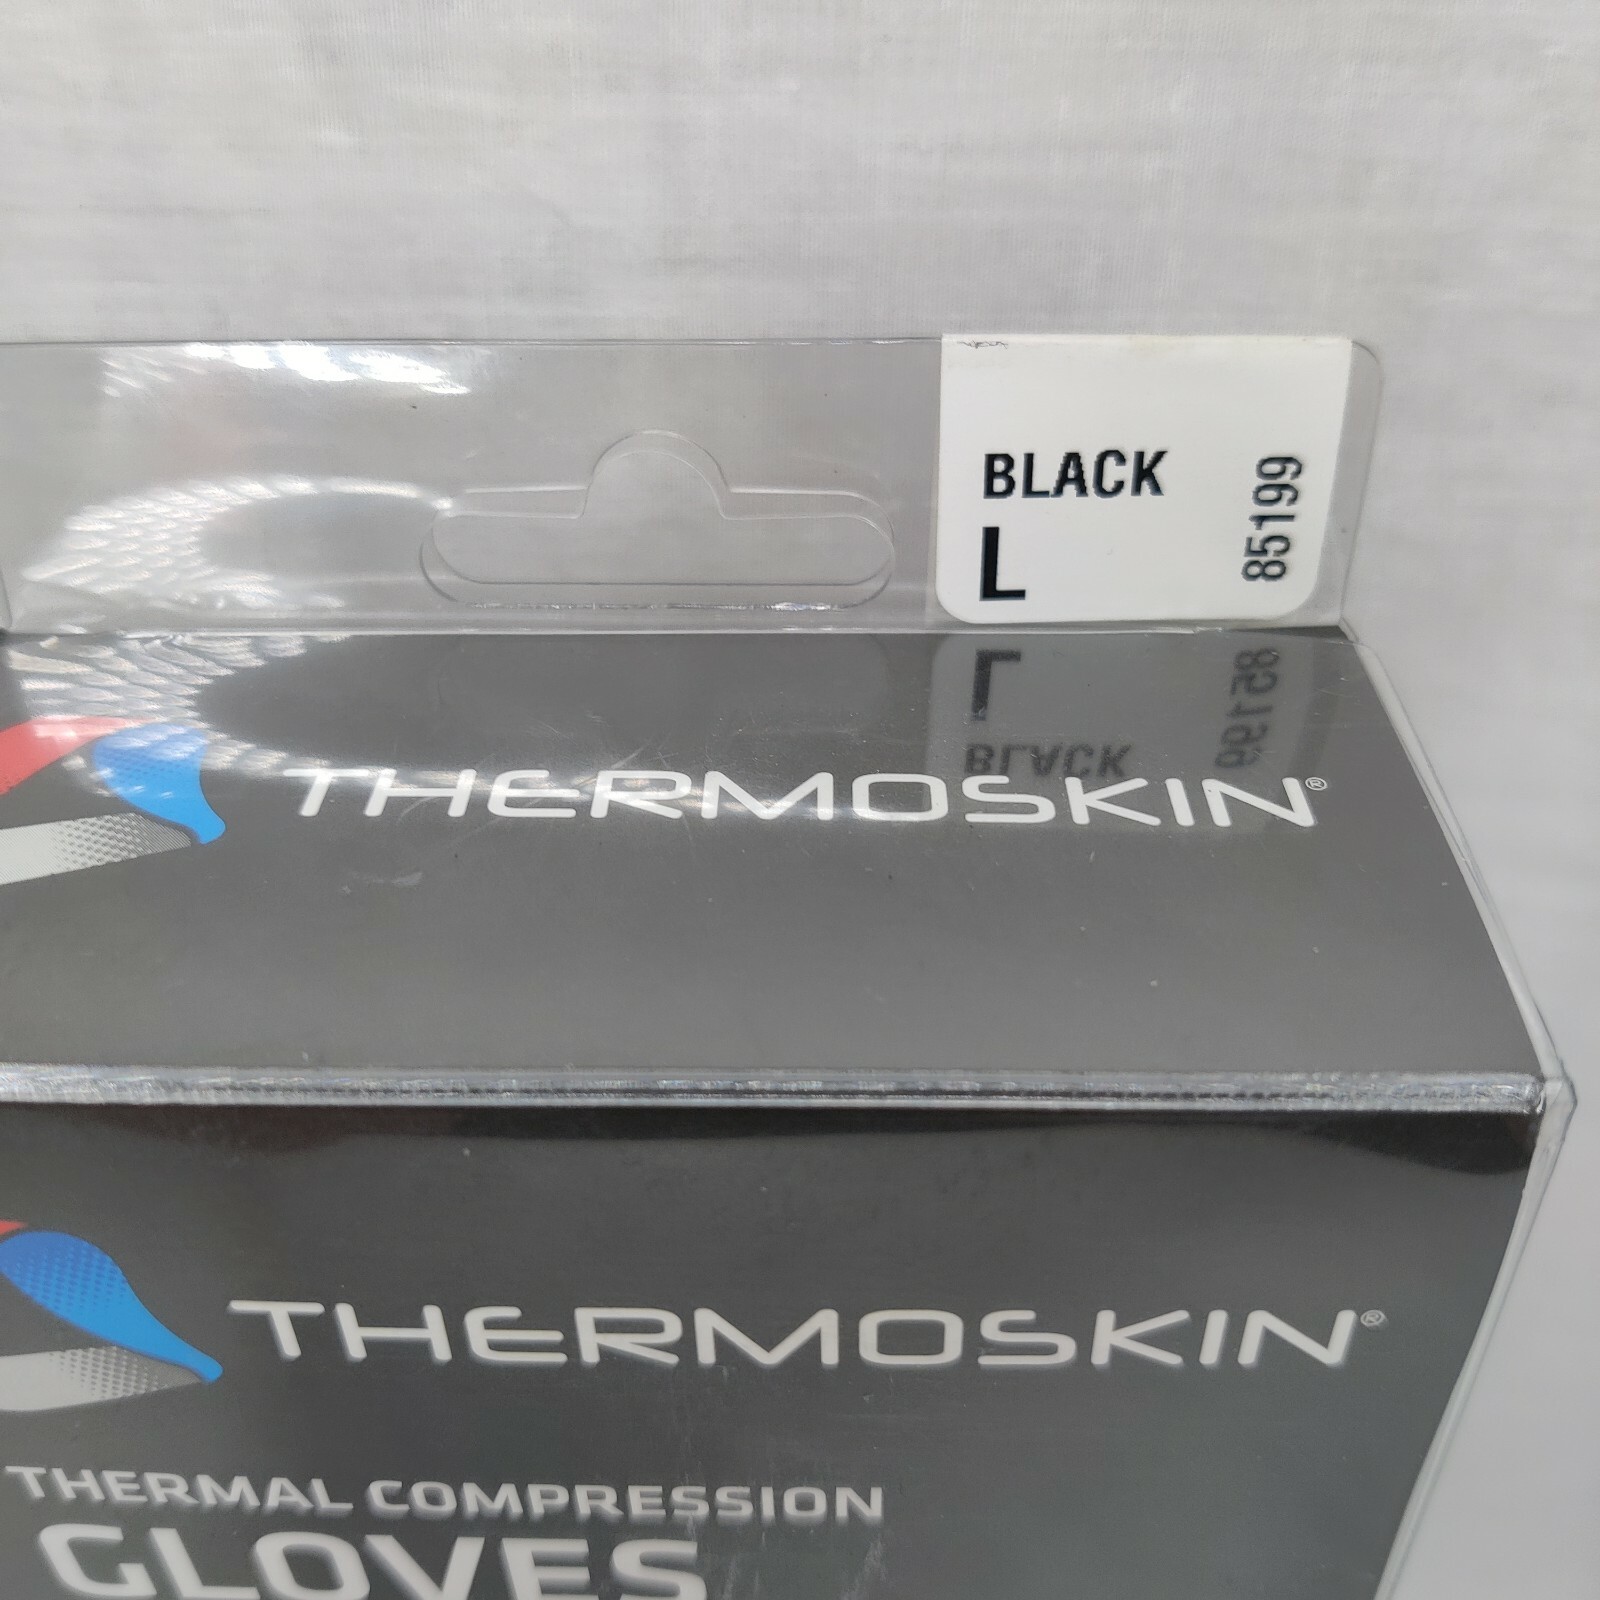 BLACK
L
85199
THERMOSKIN®
THERMOSKIN®
THERMAL COMPRESSION
GLOVES